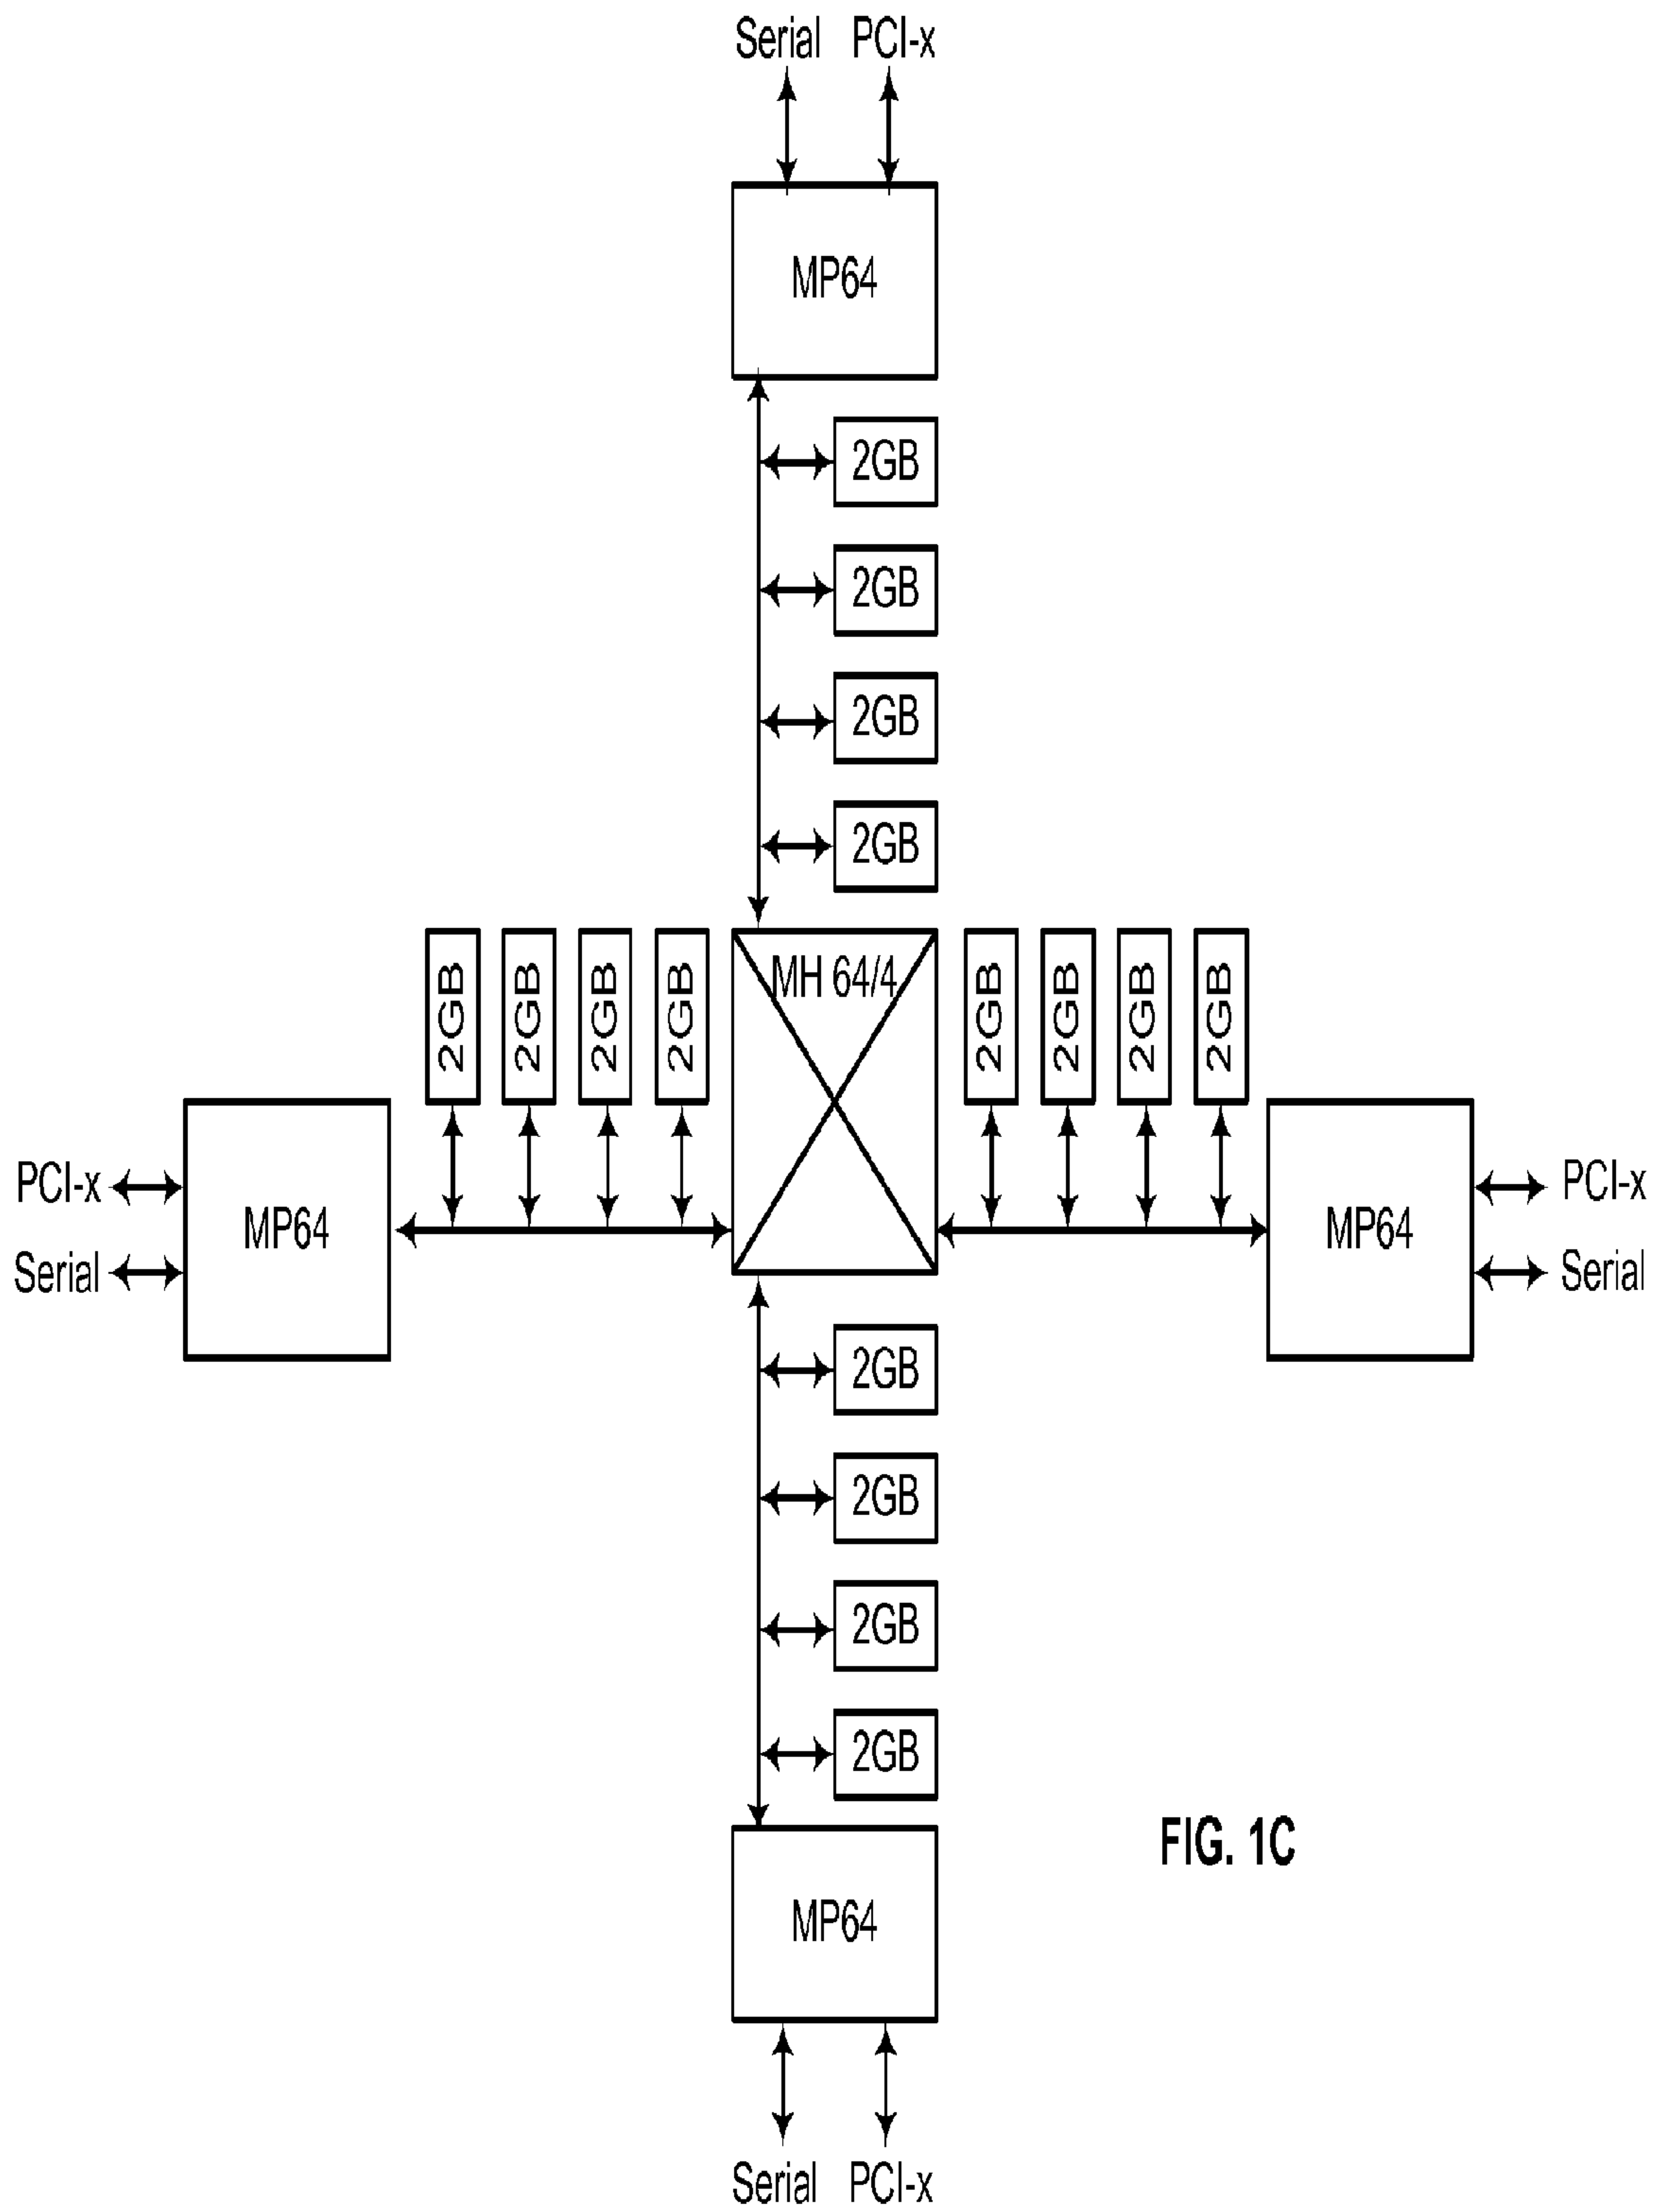 Serial PCI-x
MP64
2GB
2GB
2GB
2GB
2GB 2GB 2GB 2GB MH 64/4 2GB 2GB 2GB 2GB
PCI-x MP64 MP64 PCI-x
Serial Serial
2GB
2GB
2GB
2GB
MP64
FIG. 1C
Serial PCI-x